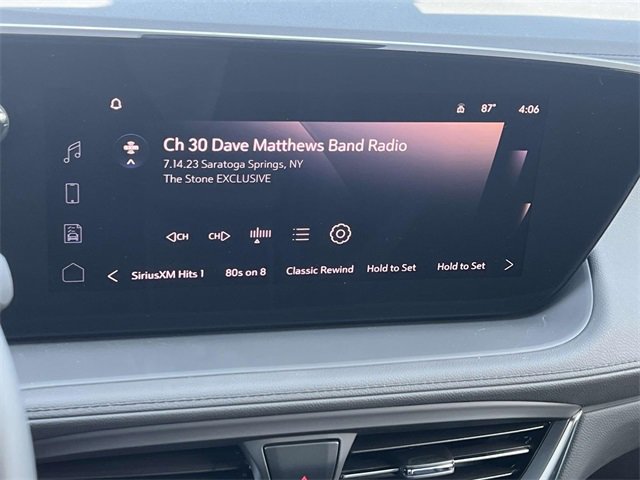 87° 4:06
Ch 30 Dave Matthews Band Radio
7.14.23 Saratoga Springs, NY
The Stone EXCLUSIVE
CH CH
SiriusXM Hits 1 80s on 8 Classic Rewind Hold to Set Hold to Set